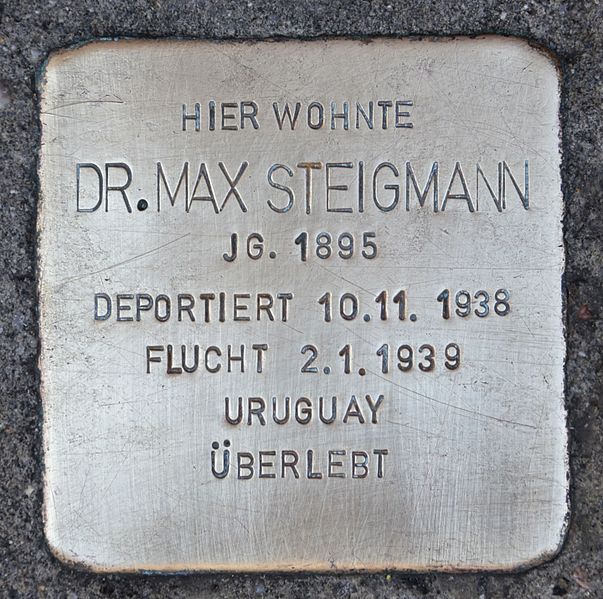 HIER WOHNTE
DR. MAX STEIGMANN
JG. 1895
DEPORTIERT 10.11. 1938
FLUCHT 2.1.1939
URUGUAY
ÜBERLEBT